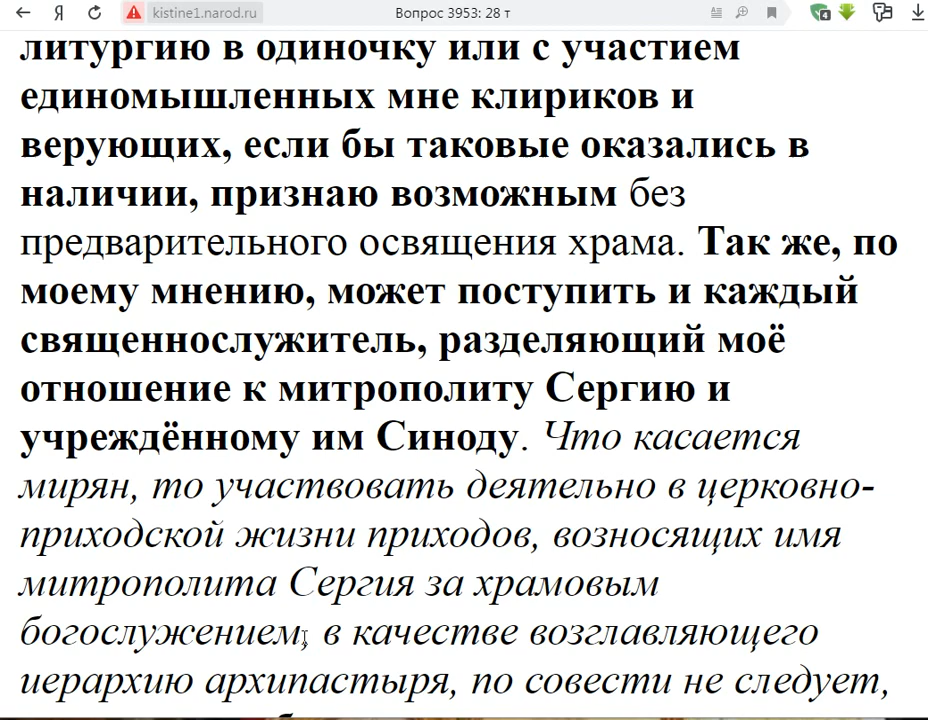 Я kistine1.narod.ru Вопрос 3953: 28 т 4
литургию в одиночку или с участием
единомышленных мне клириков и
верующих, если бы таковые оказались в
наличии, признаю возможным без
предварительного освящения храма. Так же, по
моему мнению, может поступить и каждый
священнослужитель, разделяющий моё
отношение к митрополиту Сергию и
учреждённому им Синоду. Что касается
мирян, то участвовать деятельно в церковно-
приходской жизни приходов, возносящих имя
митрополита Сергия за храмовым
богослужением, в качестве возглавляющего
иерархию архипастыря, по совести не следует,